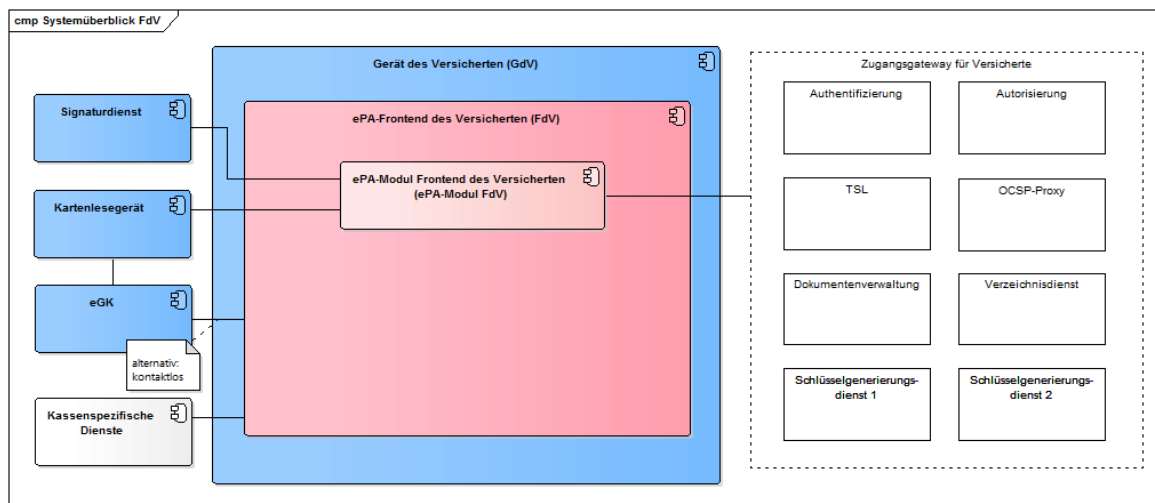 cmp Systemüberblick FdV
Gerät des Versicherten (GdV)
Signaturdienst
Kartenlesegerät
eGK
alternativ:
kontaktlos
Kassenspezifische
Dienste
ePA-Frontend des Versicherten (FdV)
ePA-Modul Frontend des Versicherten
(ePA-Modul FdV)
Zugangsgateway für Versicherte
Authentifizierung
Autorisierung
TSL
OCSP-Proxy
Dokumentenverwaltung
Verzeichnisdienst
Schlüsselgenerierungs-
dienst 1
Schlüsselgenerierungs-
dienst 2